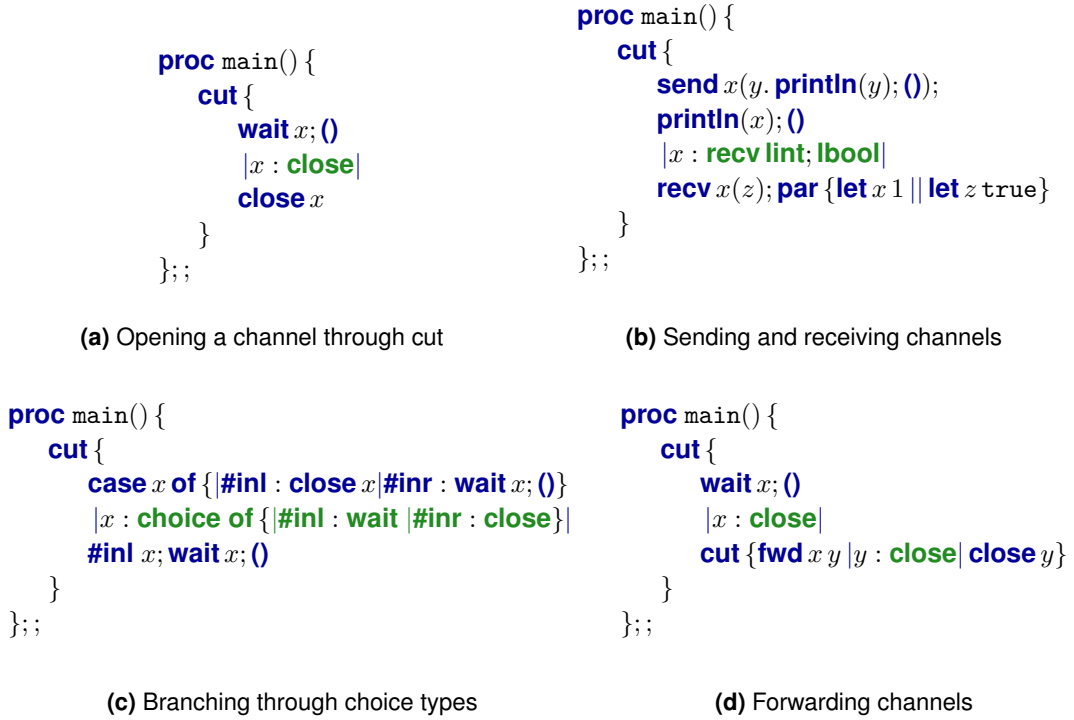 proc main() {
cut {
wait x; ()
|x : close|
close x
}
};;
(a) Opening a channel through cut
proc main() {
cut {
send x(y. println(y); ());
println(x); ()
|x : recv lint; lbool|
recv x(z); par {let x 1 || let z true}
}
};;
(b) Sending and receiving channels
proc main() {
cut {
case x of {|#inl : close x|#inr : wait x; ()}
|x : choice of {|#inl : wait |#inr : close}|
#inl x; wait x; ()
}
};;
(c) Branching through choice types
proc main() {
cut {
wait x; ()
|x : close|
cut {fwd x y |y : close| close y}
}
};;
(d) Forwarding channels